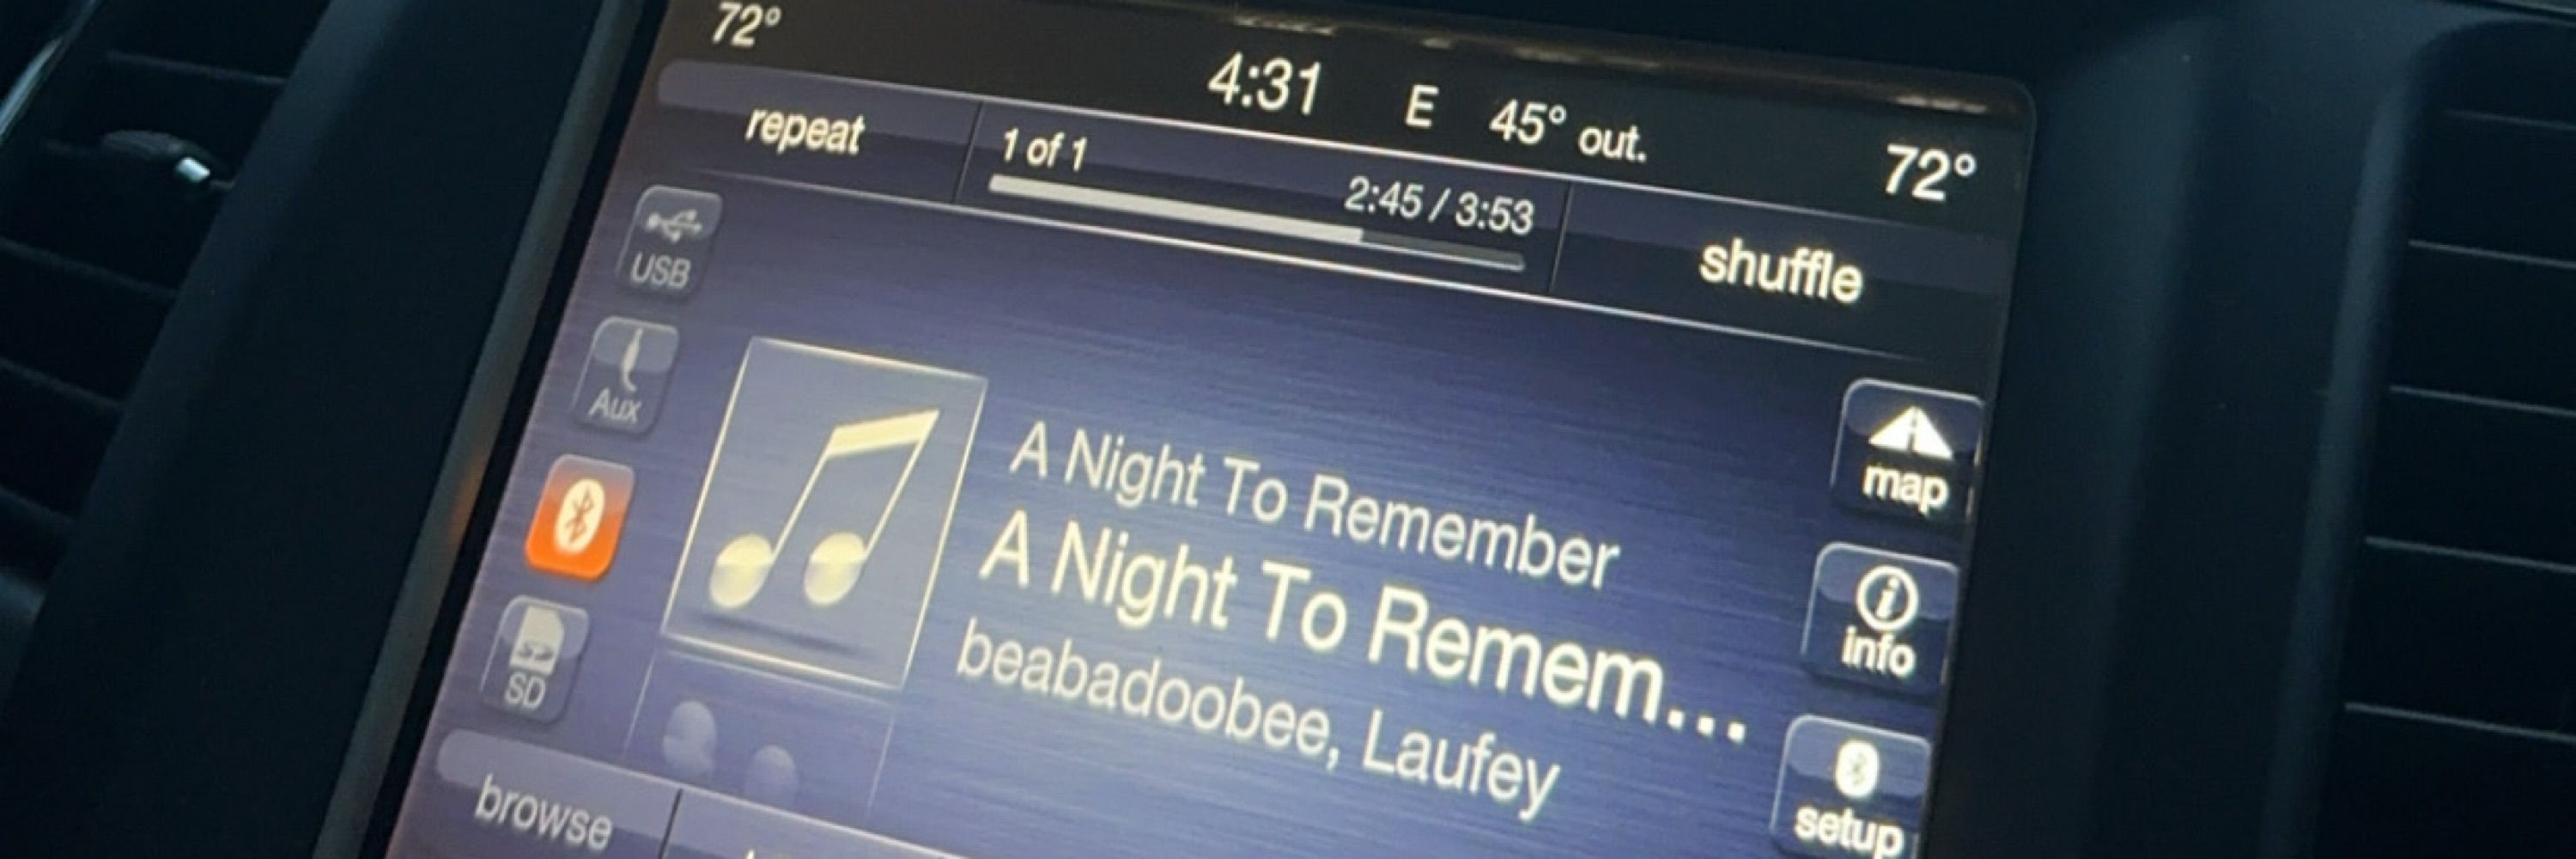 72°
4:31 E 45° out.
72°
repeat
1 of 1
2:45 / 3:53
shuffle
USB
Aux
SD
A Night To Remember
A Night To Remem...
beabadoobee, Laufey
map
info
setup
browse